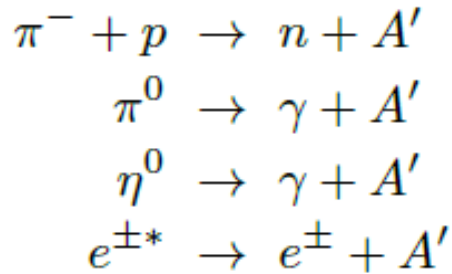 π⁻ + p → n + A′
π⁰ → γ + A′
η⁰ → γ + A′
e^{±*} → e^± + A′